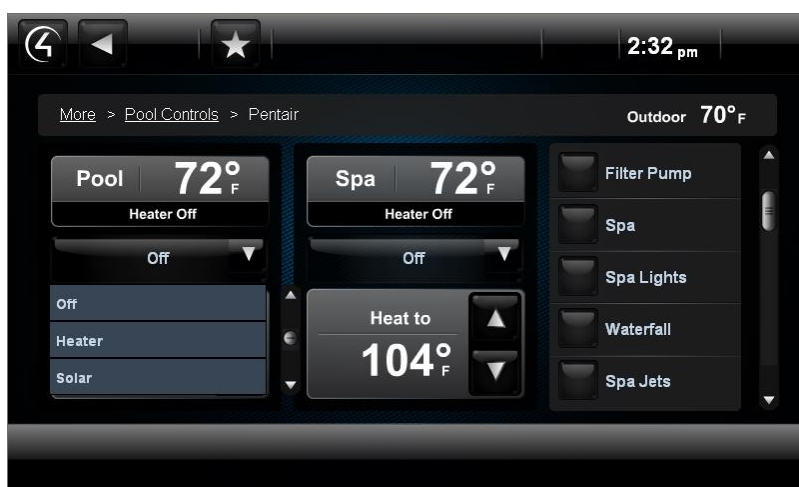 4
2:32 pm
More > Pool Controls > Pentair
Outdoor 70°F
Pool 72°F
Heater Off
Off
Off
Heater
Solar
Spa 72°F
Heater Off
Off
Heat to
104°F
Filter Pump
Spa
Spa Lights
Waterfall
Spa Jets